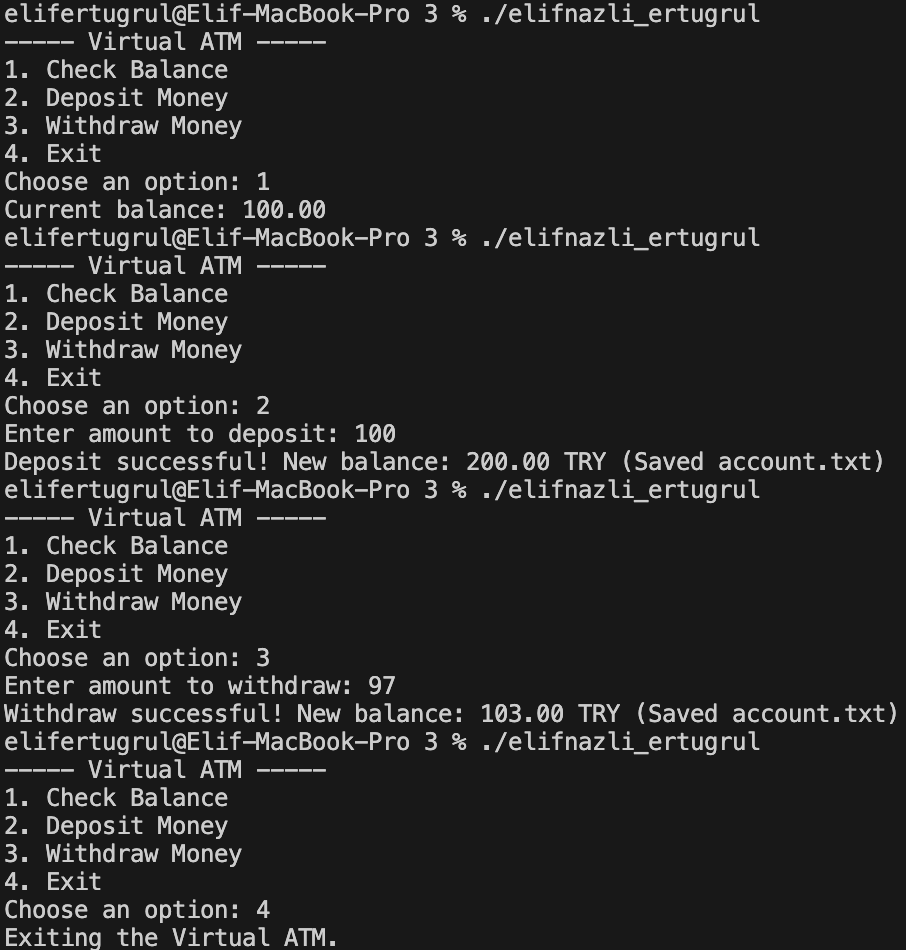 elifertugrul@Elif-MacBook-Pro 3 % ./elifnazli_ertugrul
----- Virtual ATM -----
1. Check Balance
2. Deposit Money
3. Withdraw Money
4. Exit
Choose an option: 1
Current balance: 100.00
elifertugrul@Elif-MacBook-Pro 3 % ./elifnazli_ertugrul
----- Virtual ATM -----
1. Check Balance
2. Deposit Money
3. Withdraw Money
4. Exit
Choose an option: 2
Enter amount to deposit: 100
Deposit successful! New balance: 200.00 TRY (Saved account.txt)
elifertugrul@Elif-MacBook-Pro 3 % ./elifnazli_ertugrul
----- Virtual ATM -----
1. Check Balance
2. Deposit Money
3. Withdraw Money
4. Exit
Choose an option: 3
Enter amount to withdraw: 97
Withdraw successful! New balance: 103.00 TRY (Saved account.txt)
elifertugrul@Elif-MacBook-Pro 3 % ./elifnazli_ertugrul
----- Virtual ATM -----
1. Check Balance
2. Deposit Money
3. Withdraw Money
4. Exit
Choose an option: 4
Exiting the Virtual ATM.